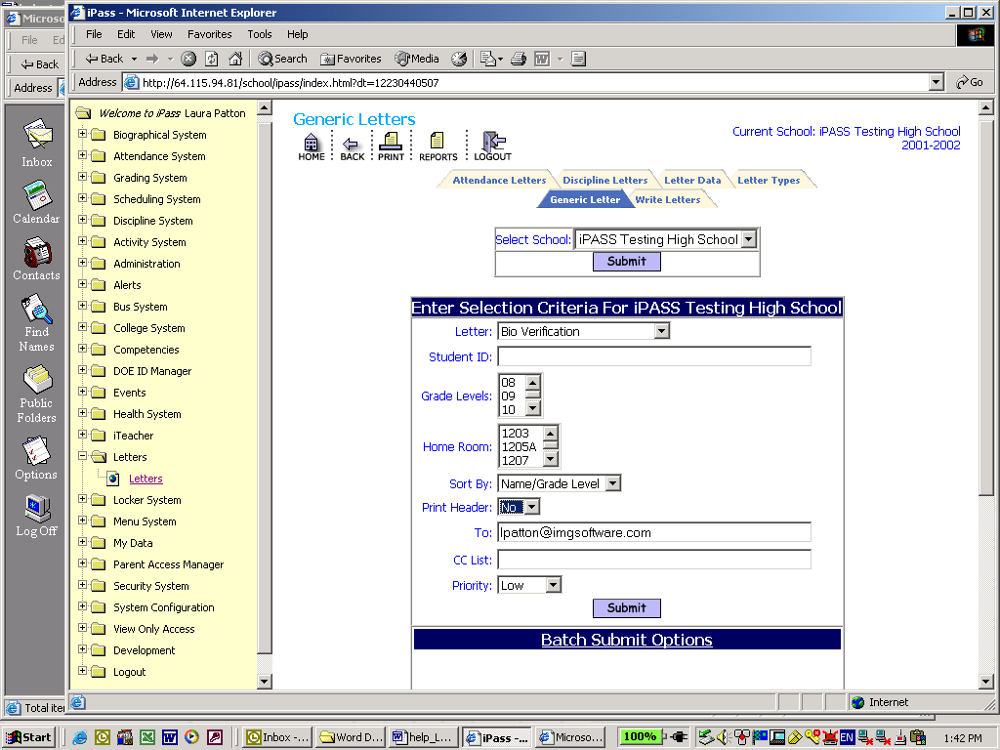 Microso
iPass - Microsoft Internet Explorer
File Edit View Favorites Tools Help
File Ed
Back
Back Search Favorites Media
Address
Address http://64.115.94.81/school/ipass/index.html?dt=12230440507 Go
Inbox
Calendar
Contacts
Find
Names
Public
Folders
Options
Log Off
Welcome to iPass Laura Patton
Biographical System
Attendance System
Grading System
Scheduling System
Discipline System
Activity System
Administration
Alerts
Bus System
College System
Competencies
DOE ID Manager
Events
Health System
iTeacher
Letters
Letters
Locker System
Menu System
My Data
Parent Access Manager
Security System
System Configuration
View Only Access
Development
Logout
Generic Letters
HOME BACK PRINT REPORTS LOGOUT
Current School: iPASS Testing High School
2001-2002
Attendance Letters Discipline Letters Letter Data Letter Types
Generic Letter Write Letters
Select School: iPASS Testing High School
Submit
Enter Selection Criteria For iPASS Testing High School
Letter: Bio Verification
Student ID:
Grade Levels: 08
09
10
Home Room: 1203
1205A
1207
Sort By: Name/Grade Level
Print Header: No
To: lpatton@imgsoftware.com
CC List:
Priority: Low
Submit
Batch Submit Options
Total iter
Internet
Start Inbox -... Word D... help_L... iPass -... Microso... 100% EN 1:42 PM